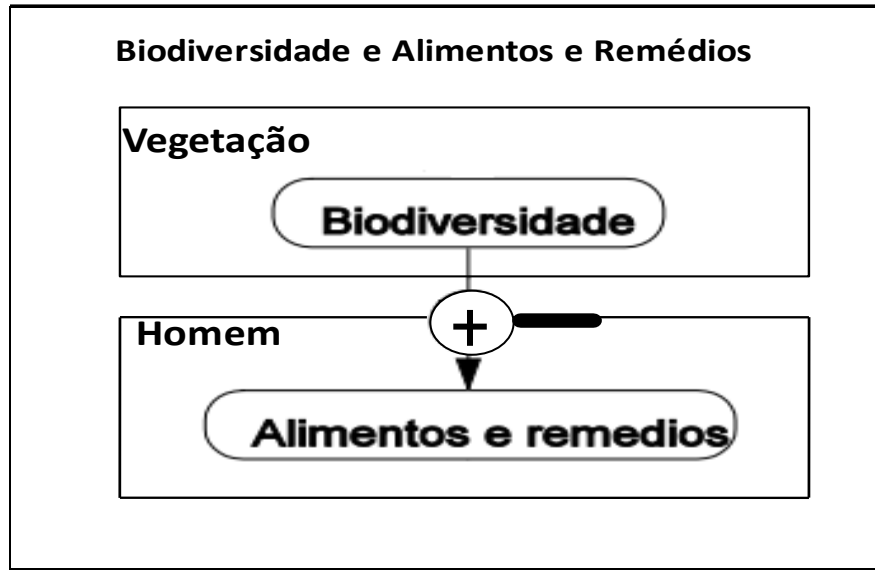 Biodiversidade e Alimentos e Remédios
Vegetação
Biodiversidade
+
Homem
Alimentos e remedios